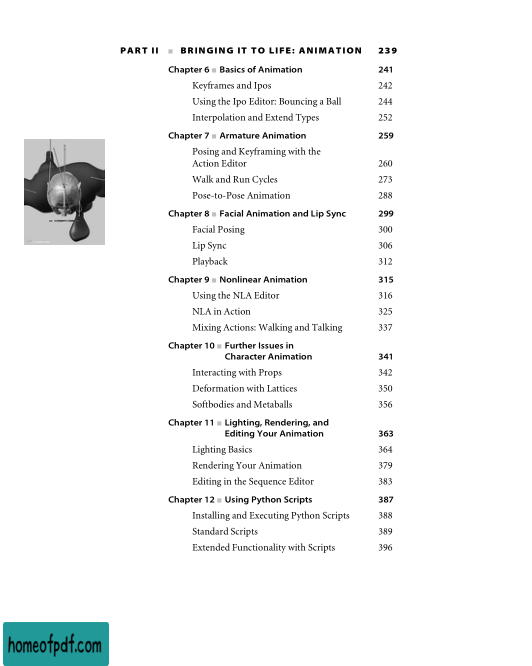 PART II ■ BRINGING IT TO LIFE: ANIMATION 239
Chapter 6 ■ Basics of Animation 241
Keyframes and Ipos 242
Using the Ipo Editor: Bouncing a Ball 244
Interpolation and Extend Types 252
Chapter 7 ■ Armature Animation 259
Posing and Keyframing with the
Action Editor 260
Walk and Run Cycles 273
Pose-to-Pose Animation 288
Chapter 8 ■ Facial Animation and Lip Sync 299
Facial Posing 300
Lip Sync 306
Playback 312
Chapter 9 ■ Nonlinear Animation 315
Using the NLA Editor 316
NLA in Action 325
Mixing Actions: Walking and Talking 337
Chapter 10 ■ Further Issues in
Character Animation 341
Interacting with Props 342
Deformation with Lattices 350
Softbodies and Metaballs 356
Chapter 11 ■ Lighting, Rendering, and
Editing Your Animation 363
Lighting Basics 364
Rendering Your Animation 379
Editing in the Sequence Editor 383
Chapter 12 ■ Using Python Scripts 387
Installing and Executing Python Scripts 388
Standard Scripts 389
Extended Functionality with Scripts 396
homeofpdf.com